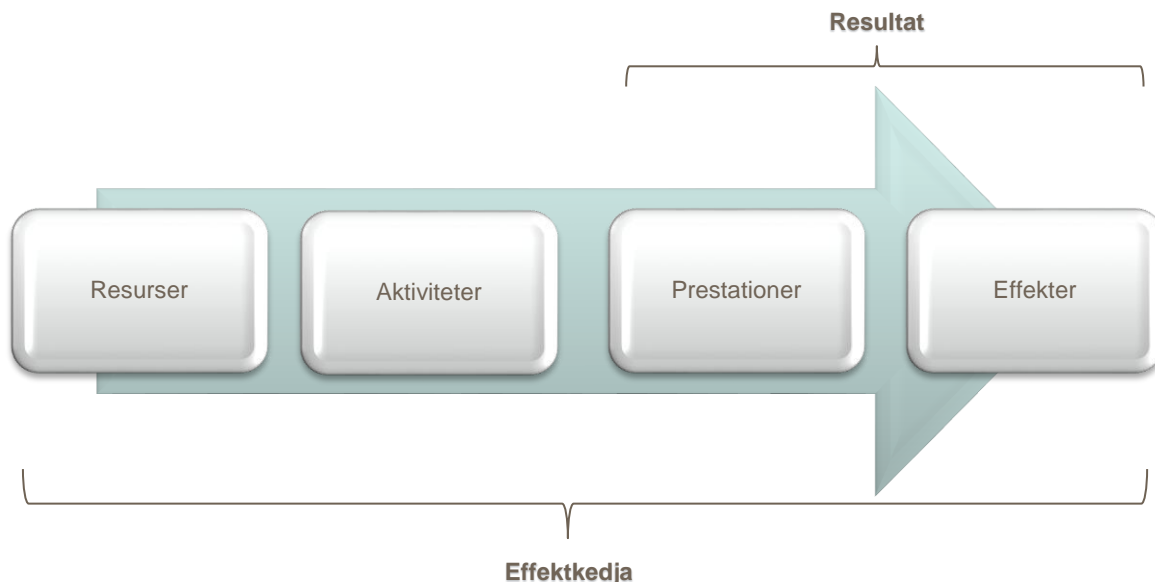 Resultat
Resurser
Aktiviteter
Prestationer
Effekter
Effektkedja